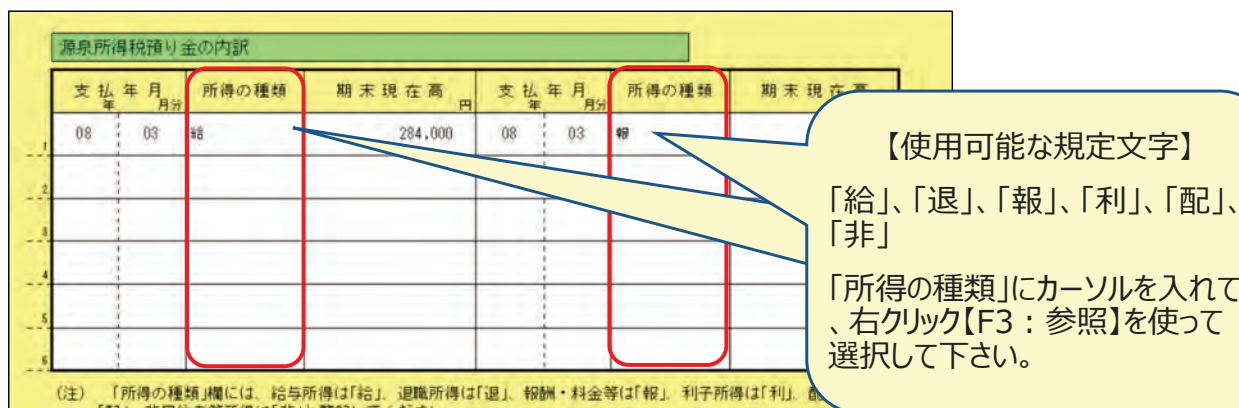 源泉所得税預り金の内訳
支払年月 所得の種類 期末現在高 支払年月 所得の種類 期末現在高
年 月分 円 年 月分
08 03 給 284,000 08 03 報
1
2
3
4
5
6
(注) 「所得の種類」欄には、給与所得は「給」、退職所得は「退」、報酬・料金等は「報」、利子所得は「利」、配
【使用可能な規定文字】
「給」、「退」、「報」、「利」、「配」、
「非」
「所得の種類」にカーソルを入れて
、右クリック【F3：参照】を使って
選択して下さい。